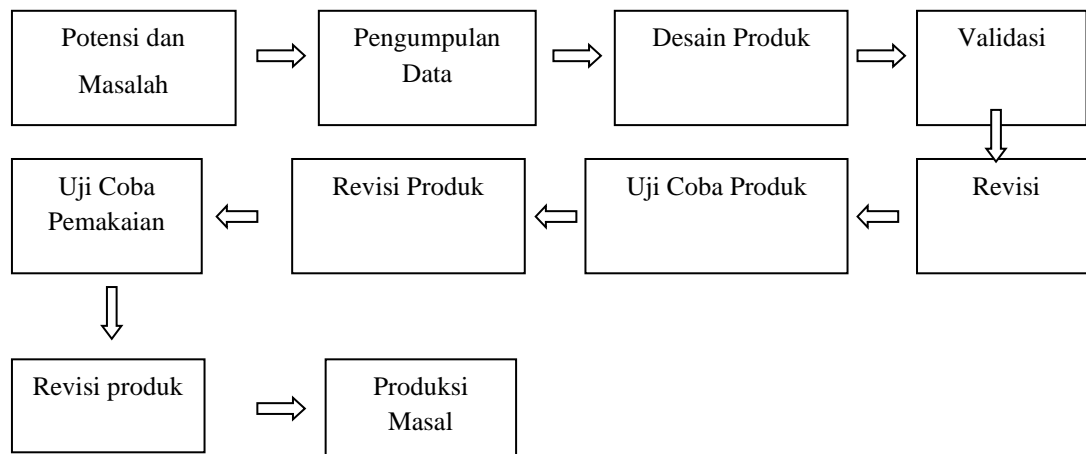 Potensi dan
Masalah
Pengumpulan
Data
Desain Produk
Validasi
Revisi
Uji Coba Produk
Revisi Produk
Uji Coba
Pemakaian
Revisi produk
Produksi
Masal